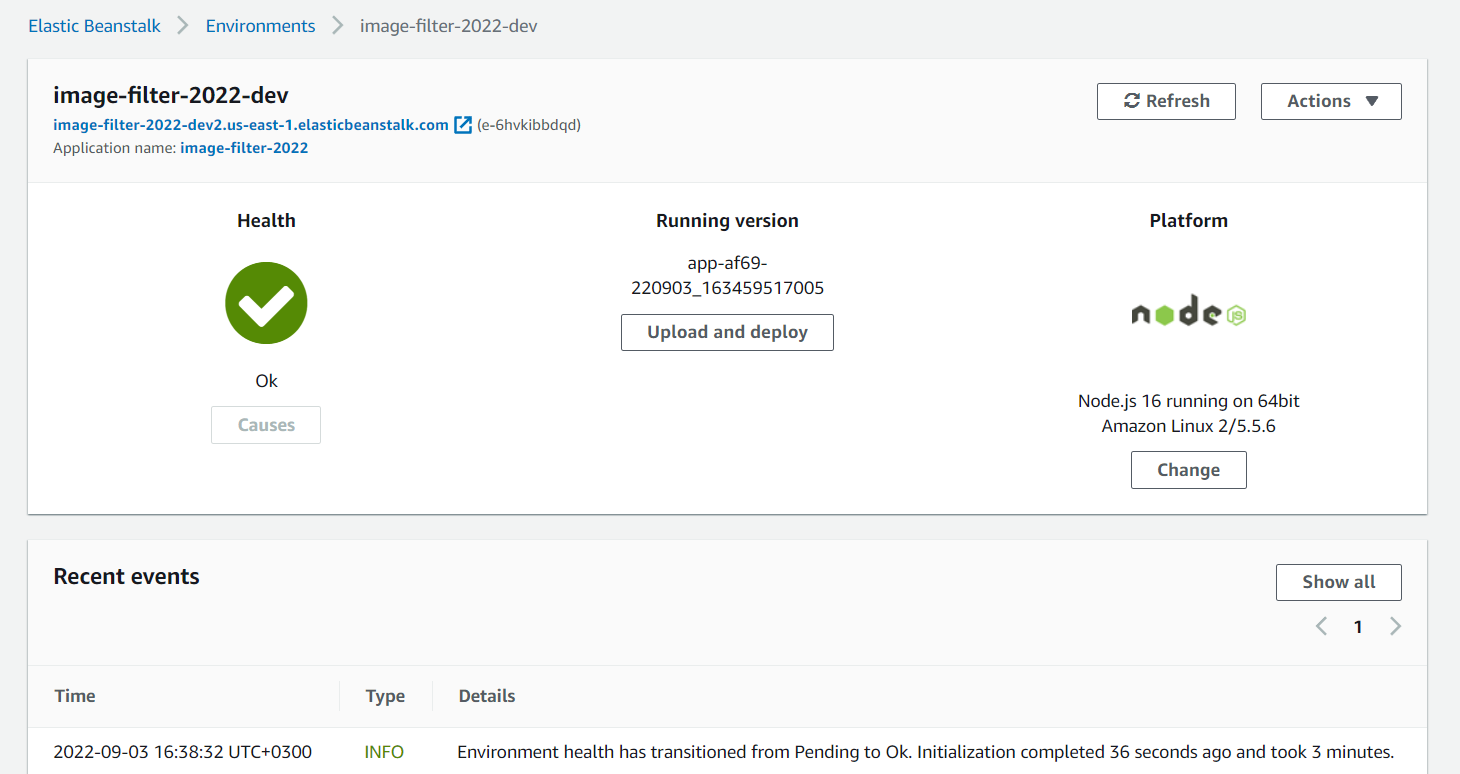 Elastic Beanstalk > Environments > image-filter-2022-dev
image-filter-2022-dev
image-filter-2022-dev2.us-east-1.elasticbeanstalk.com (e-6hvkibbdqd)
Application name: image-filter-2022
Refresh
Actions
Health
Ok
Causes
Running version
app-af69-
220903_163459517005
Upload and deploy
Platform
node JS
Node.js 16 running on 64bit
Amazon Linux 2/5.5.6
Change
Recent events
Show all
1
Time Type Details
2022-09-03 16:38:32 UTC+0300 INFO Environment health has transitioned from Pending to Ok. Initialization completed 36 seconds ago and took 3 minutes.